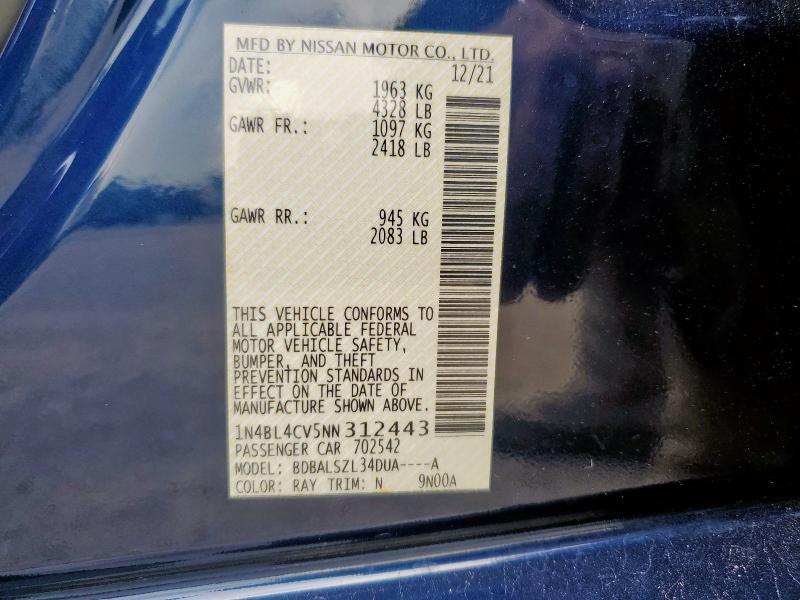 MFD BY NISSAN MOTOR CO., LTD.
DATE: 12/21
GVWR: 1963 KG
4328 LB
GAWR FR.: 1097 KG
2418 LB
GAWR RR.: 945 KG
2083 LB
THIS VEHICLE CONFORMS TO
ALL APPLICABLE FEDERAL
MOTOR VEHICLE SAFETY,
BUMPER, AND THEFT
PREVENTION STANDARDS IN
EFFECT ON THE DATE OF
MANUFACTURE SHOWN ABOVE.
1N4BL4CV5NN312443
PASSENGER CAR 702542
MODEL: BDBALSZL34DUA----A
COLOR: RAY TRIM: N 9N00A